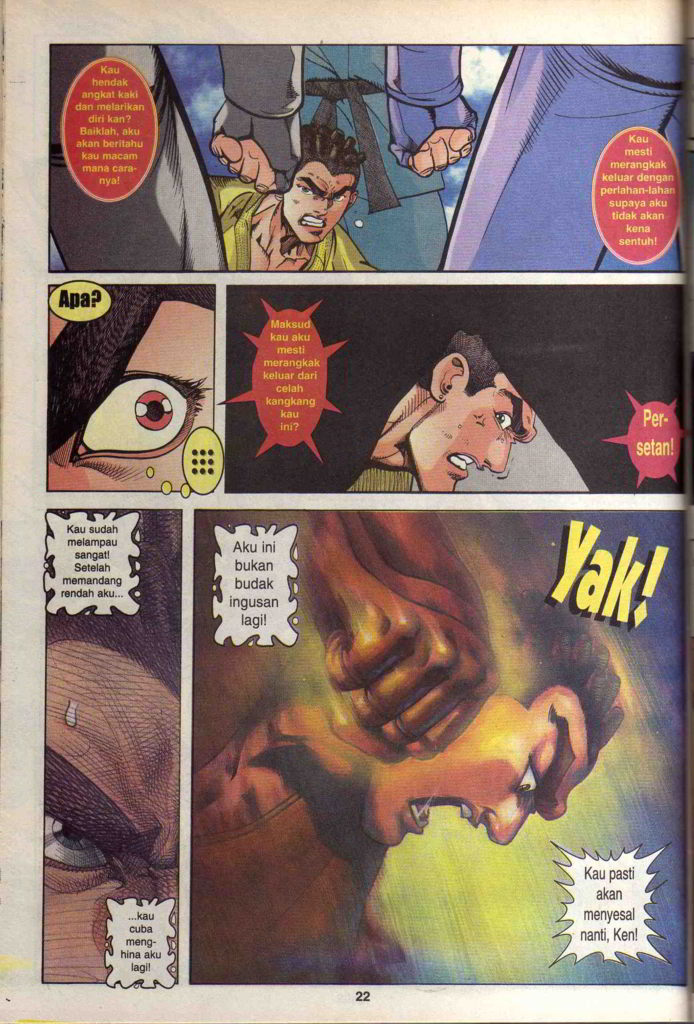 Kau
hendak
angkat kaki
dan melarikan
diri kan?
Baiklah, aku
akan beritahu
kau macam
mana cara-
nya!
Kau
mesti
merangkak
keluar dengan
perlahan-lahan
supaya aku
tidak akan
kena
sentuh!
Apa?
Maksud
kau aku
mesti
merangkak
keluar dari
celah
kangkang
kau
ini?
Per-
setan!
Kau sudah
melampau
sangat!
Setelah
memandang
rendah aku...
...kau
cuba
meng-
hina aku
lagi!
Aku ini
bukan
budak
ingusan
lagi!
Yak!
Kau pasti
akan
menyesal
nanti, Ken!
22